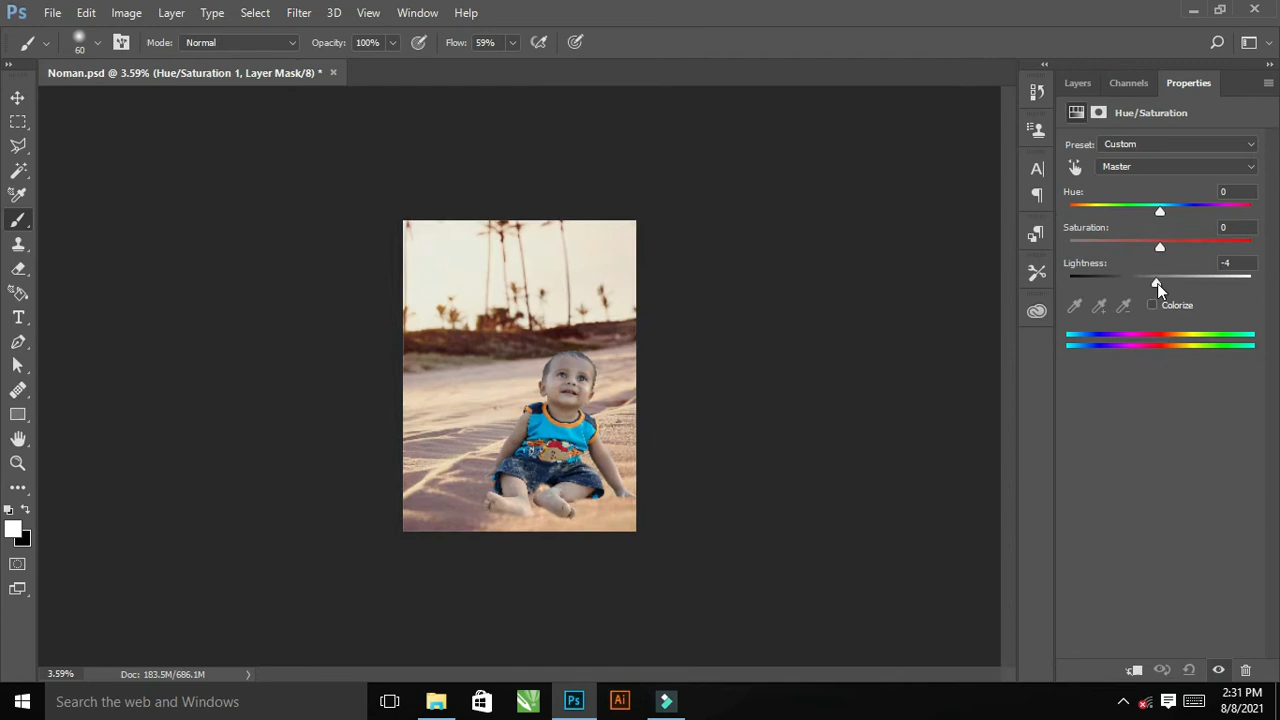 Ps File Edit Image Layer Type Select Filter 3D View Window Help
60 Mode: Normal Opacity: 100% Flow: 59%
Noman.psd @ 3.59% (Hue/Saturation 1, Layer Mask/8) * ×
Layers Channels Properties
Hue/Saturation
Preset: Custom
Master
Hue: 0
Saturation: 0
Lightness: -4
Colorize
3.59% Doc: 183.5M/686.1M
Search the web and Windows
Ps Ai
2:31 PM
8/8/2021